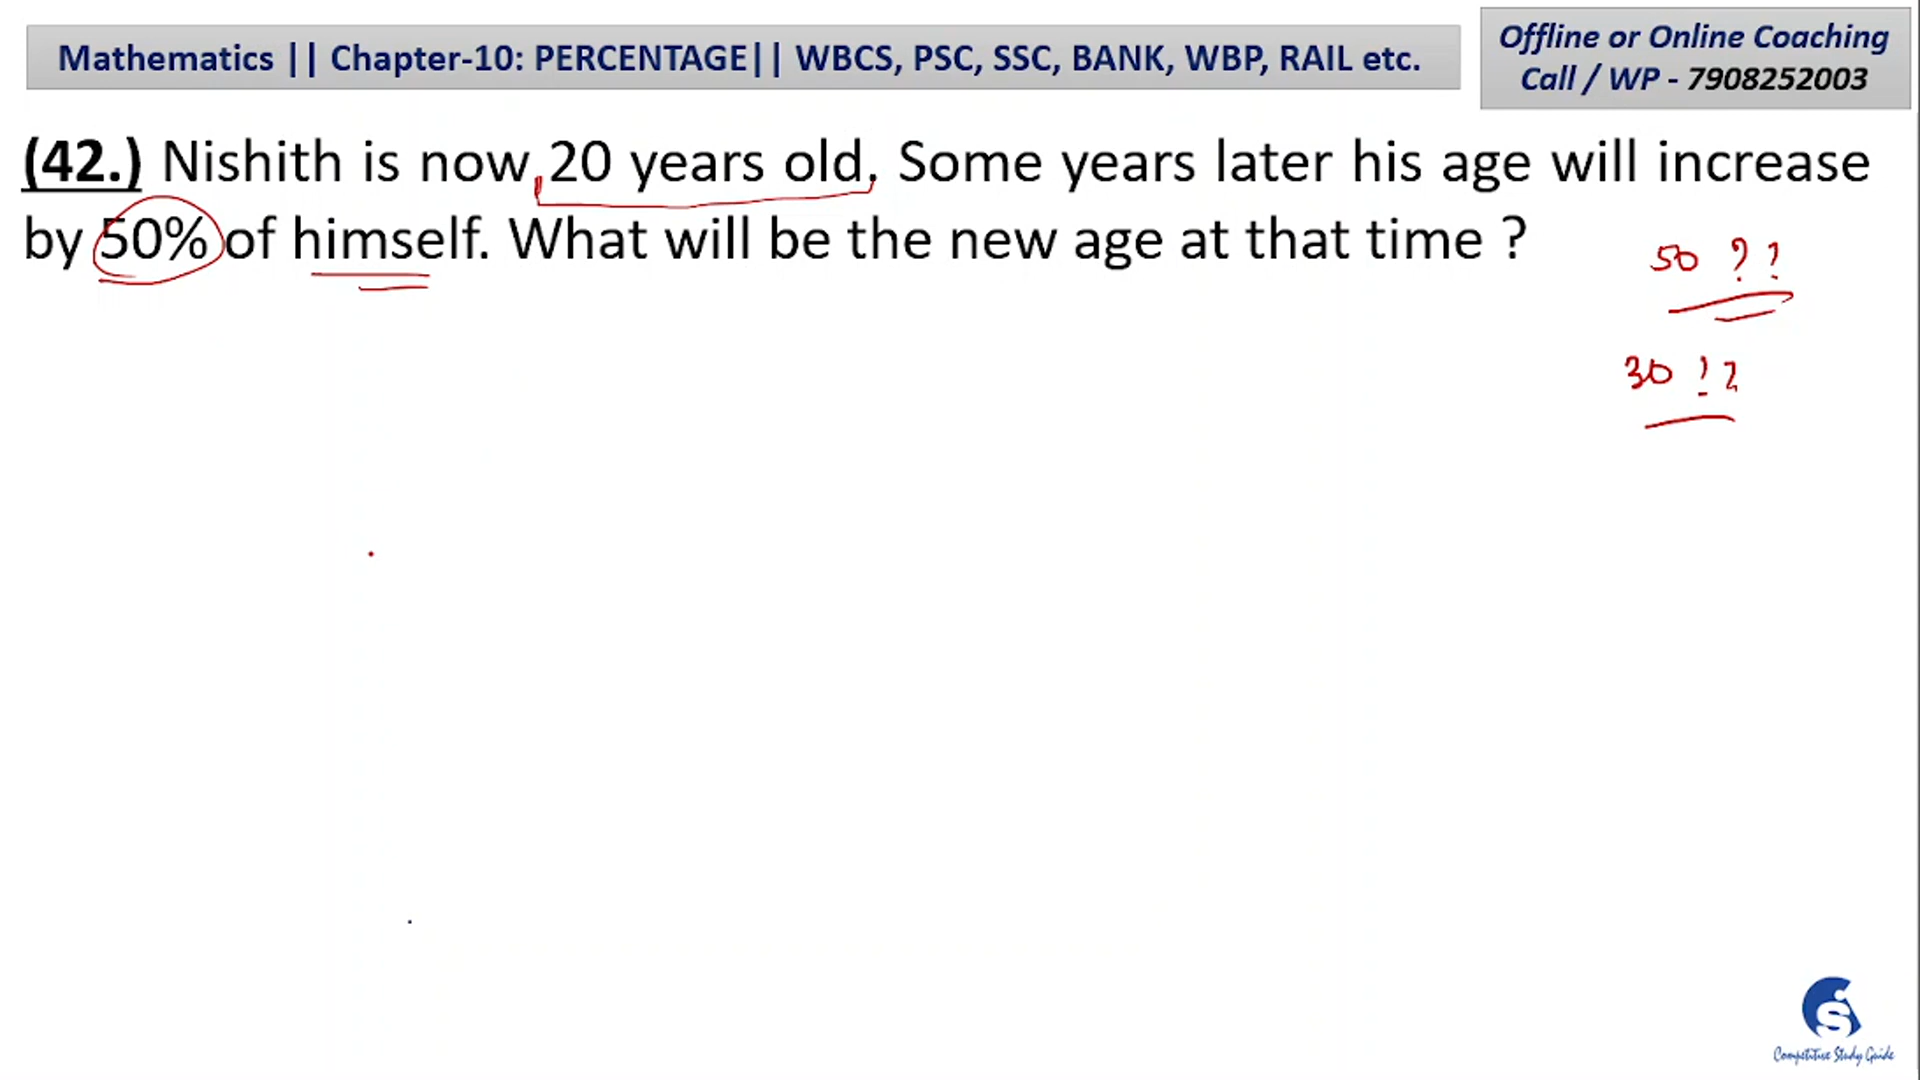 Mathematics || Chapter-10: PERCENTAGE|| WBCS, PSC, SSC, BANK, WBP, RAIL etc.
Offline or Online Coaching
Call / WP - 7908252003
(42.) Nishith is now 20 years old. Some years later his age will increase
by 50% of himself. What will be the new age at that time ?
50 ??
30 ??
Competitive Study Guide